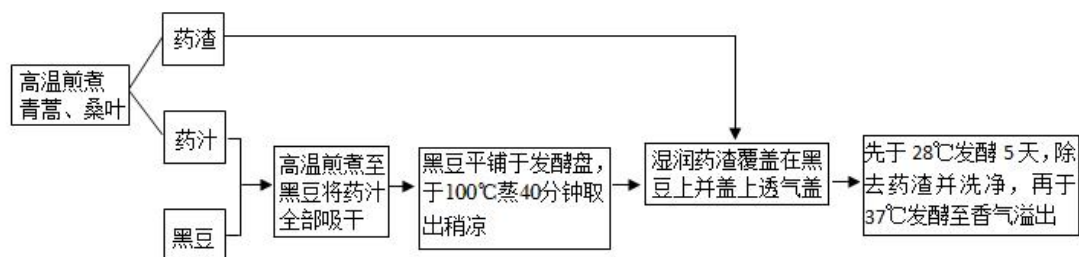 药渣
高温煎煮
青蒿、桑叶
药汁
黑豆
高温煎煮至
黑豆将药汁
全部吸干
黑豆平铺于发酵盘，
于100℃蒸40分钟取
出稍凉
湿润药渣覆盖在黑
豆上并盖上透气盖
先于 28℃发酵 5 天，除
去药渣并洗净，再于
37℃发酵至香气溢出